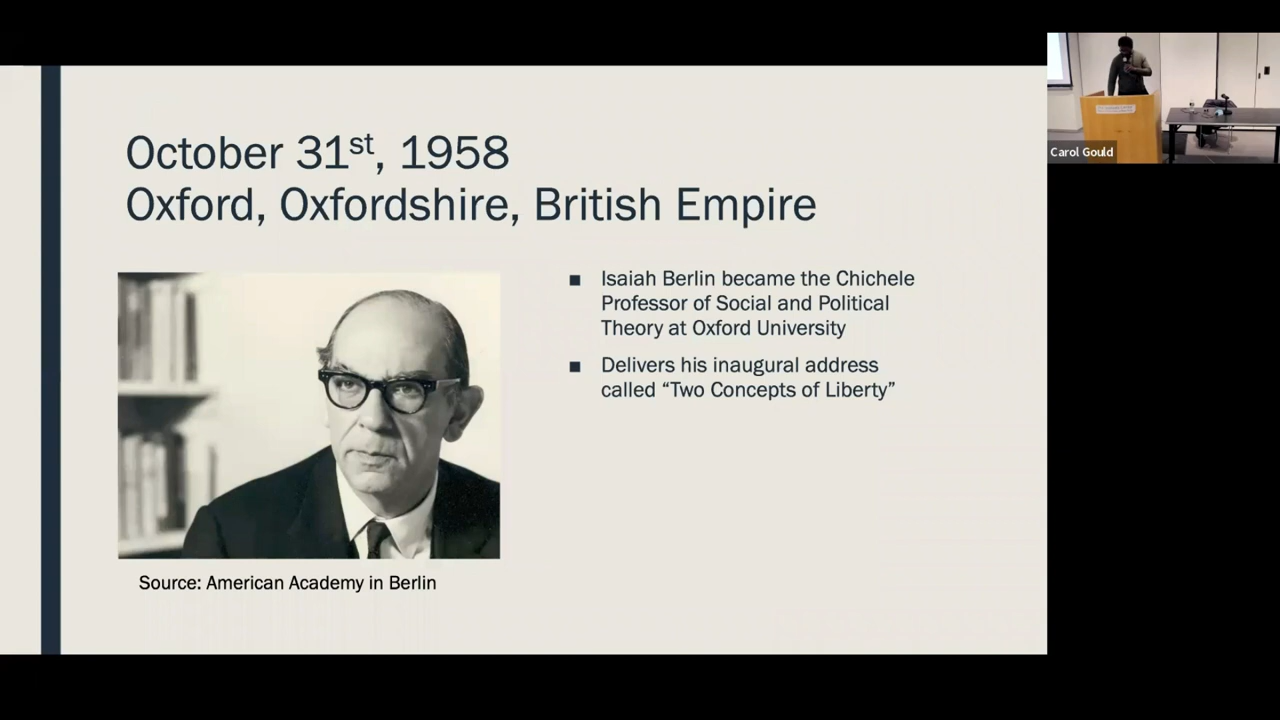 October 31st, 1958
Oxford, Oxfordshire, British Empire
■ Isaiah Berlin became the Chichele
Professor of Social and Political
Theory at Oxford University
■ Delivers his inaugural address
called “Two Concepts of Liberty”
Source: American Academy in Berlin
Carol Gould